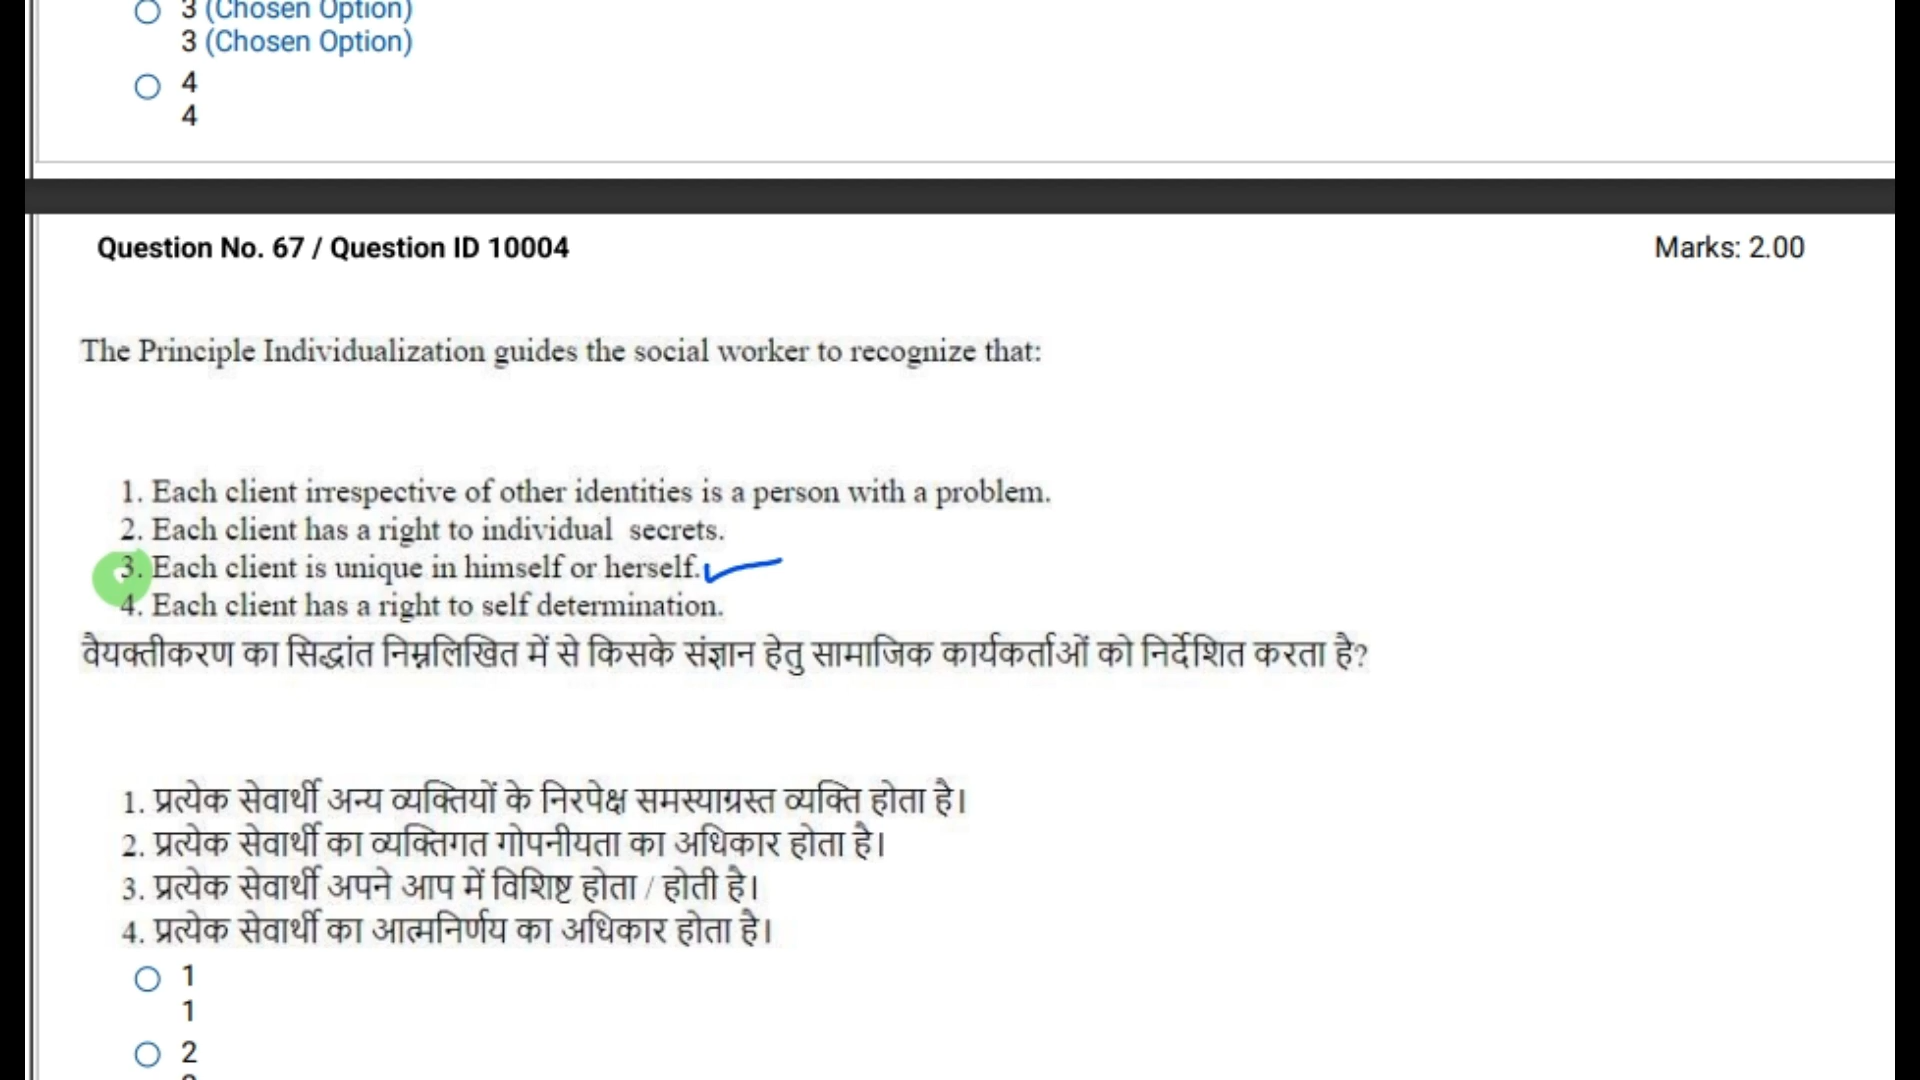 3 (Chosen Option)
3 (Chosen Option)
4
4
Question No. 67 / Question ID 10004
Marks: 2.00
The Principle Individualization guides the social worker to recognize that:
1. Each client irrespective of other identities is a person with a problem.
2. Each client has a right to individual secrets.
3. Each client is unique in himself or herself.
4. Each client has a right to self determination.
वैयक्तीकरण का सिद्धांत निम्नलिखित में से किसके संज्ञान हेतु सामाजिक कार्यकर्ताओं को निर्देशित करता है?
1. प्रत्येक सेवार्थी अन्य व्यक्तियों के निरपेक्ष समस्याग्रस्त व्यक्ति होता है।
2. प्रत्येक सेवार्थी का व्यक्तिगत गोपनीयता का अधिकार होता है।
3. प्रत्येक सेवार्थी अपने आप में विशिष्ट होता / होती है।
4. प्रत्येक सेवार्थी का आत्मनिर्णय का अधिकार होता है।
1
1
2